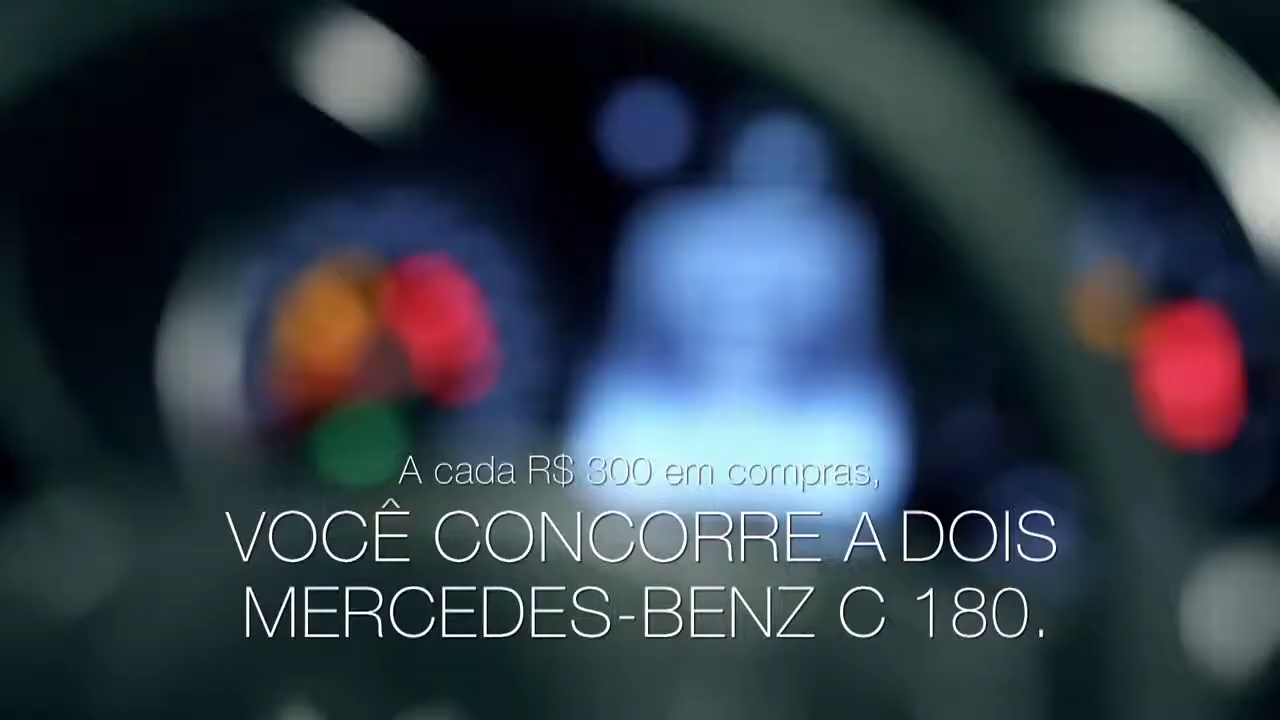 A cada R$ 300 em compras,
VOCÊ CONCORRE A DOIS
MERCEDES-BENZ C 180.